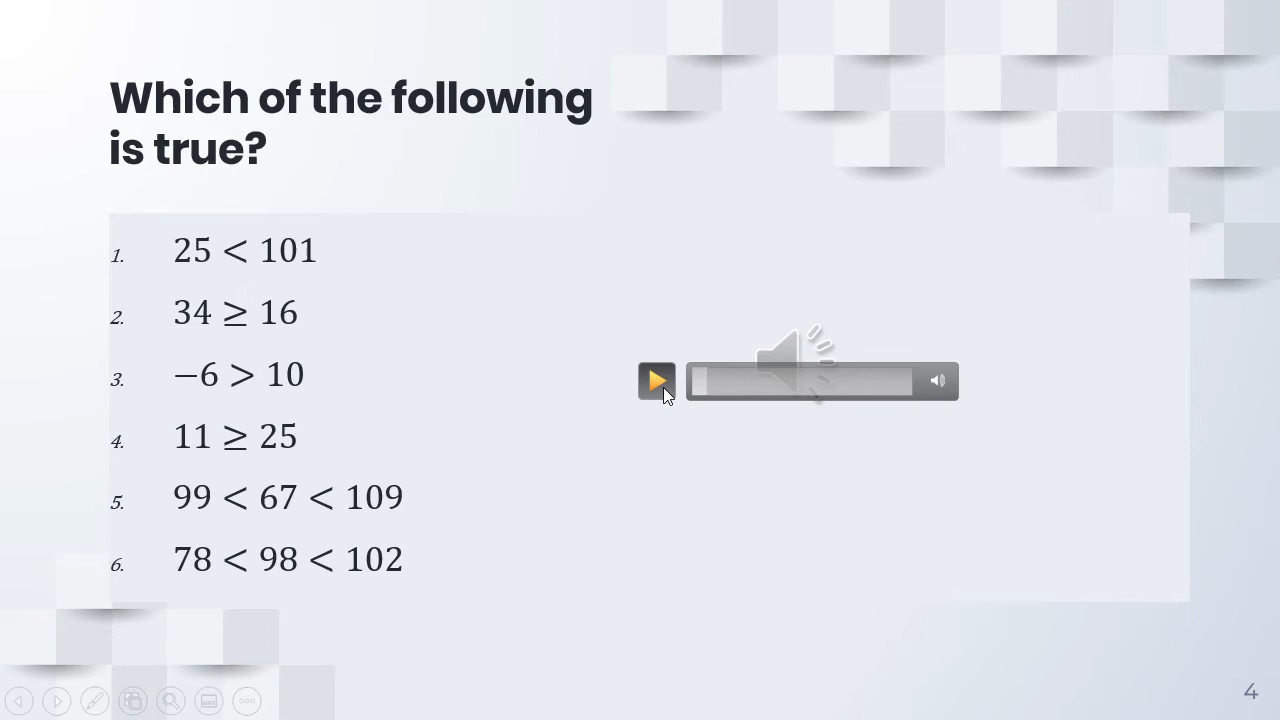 Which of the following
is true?
1. 25 < 101
2. 34 ≥ 16
3. −6 > 10
4. 11 ≥ 25
5. 99 < 67 < 109
6. 78 < 98 < 102
4